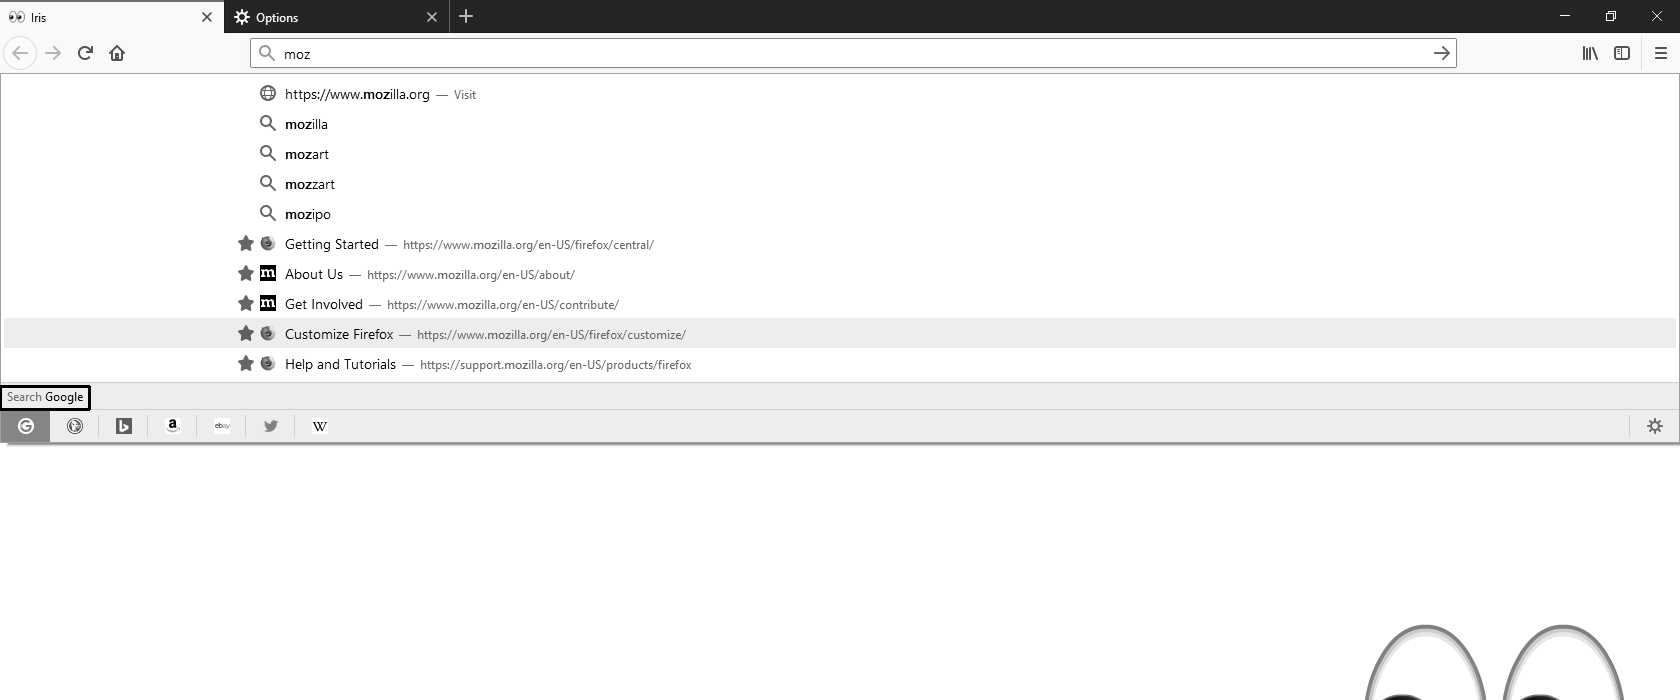 Iris
Options
moz
https://www.mozilla.org — Visit
mozilla
mozart
mozzart
mozipo
Getting Started — https://www.mozilla.org/en-US/firefox/central/
m About Us — https://www.mozilla.org/en-US/about/
m Get Involved — https://www.mozilla.org/en-US/contribute/
Customize Firefox — https://www.mozilla.org/en-US/firefox/customize/
Help and Tutorials — https://support.mozilla.org/en-US/products/firefox
Search Google
G b a ebay W